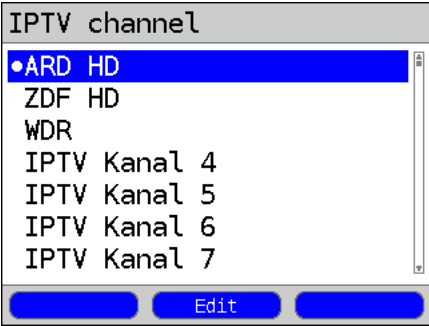 IPTV channel
•ARD HD
ZDF HD
WDR
IPTV Kanal 4
IPTV Kanal 5
IPTV Kanal 6
IPTV Kanal 7
Edit